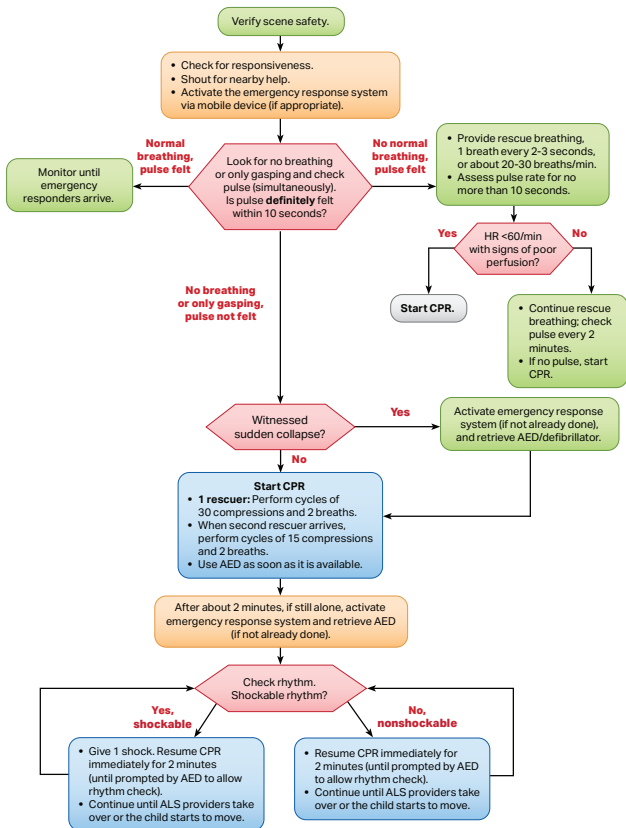 Verify scene safety.
• Check for responsiveness.
• Shout for nearby help.
• Activate the emergency response system
via mobile device (if appropriate).
Normal
breathing,
pulse felt
No normal
breathing,
pulse felt
Look for no breathing
or only gasping and check
pulse (simultaneously).
Is pulse definitely felt
within 10 seconds?
Monitor until
emergency
responders arrive.
• Provide rescue breathing,
1 breath every 2-3 seconds,
or about 20-30 breaths/min.
• Assess pulse rate for no
more than 10 seconds.
Yes
HR <60/min
with signs of poor
perfusion?
No
Start CPR.
• Continue rescue
breathing; check
pulse every 2
minutes.
• If no pulse, start
CPR.
No breathing
or only gasping,
pulse not felt
Witnessed
sudden collapse?
Yes
Activate emergency response
system (if not already done),
and retrieve AED/defibrillator.
No
Start CPR
• 1 rescuer: Perform cycles of
30 compressions and 2 breaths.
• When second rescuer arrives,
perform cycles of 15 compressions
and 2 breaths.
• Use AED as soon as it is available.
After about 2 minutes, if still alone, activate
emergency response system and retrieve AED
(if not already done).
Check rhythm.
Shockable rhythm?
Yes,
shockable
No,
nonshockable
• Give 1 shock. Resume CPR
immediately for 2 minutes
(until prompted by AED to allow
rhythm check).
• Continue until ALS providers take
over or the child starts to move.
• Resume CPR immediately for
2 minutes (until prompted by AED
to allow rhythm check).
• Continue until ALS providers take
over or the child starts to move.